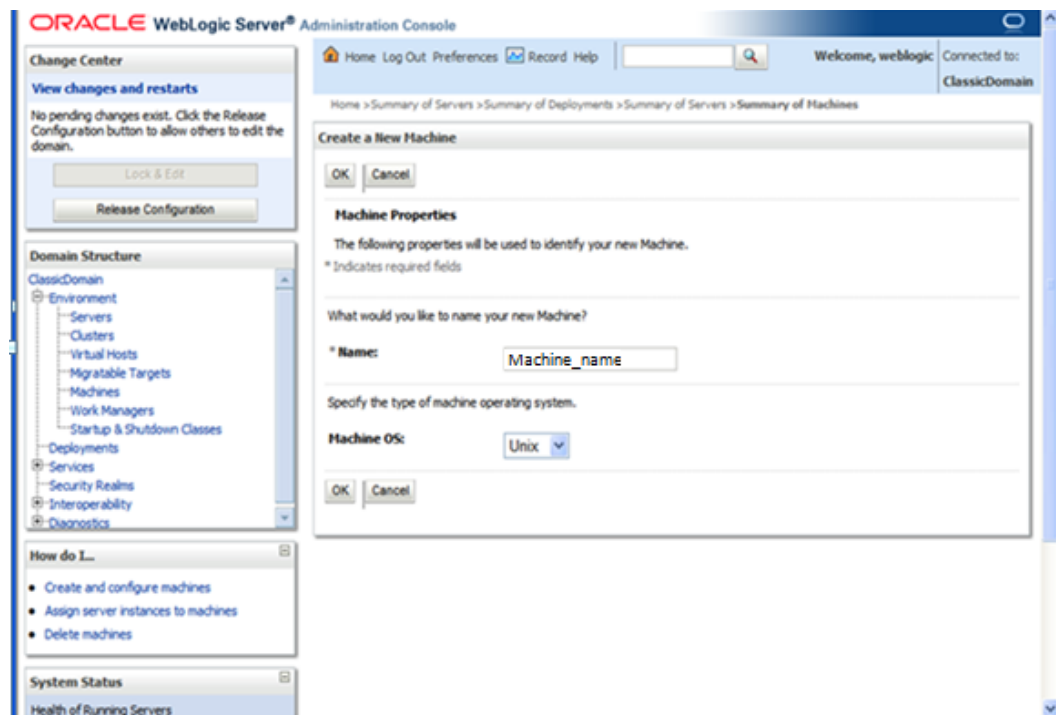 ORACLE WebLogic Server® Administration Console
Change Center
View changes and restarts
No pending changes exist. Click the Release
Configuration button to allow others to edit the
domain.
Lock & Edit
Release Configuration
Domain Structure
ClassicDomain
Environment
Servers
Clusters
Virtual Hosts
Migratable Targets
Machines
Work Managers
Startup & Shutdown Classes
Deployments
Services
Security Realms
Interoperability
Diagnostics
How do I...
Create and configure machines
Assign server instances to machines
Delete machines
System Status
Health of Running Servers
Home Log Out Preferences Record Help
Welcome, weblogic
Connected to:
ClassicDomain
Home >Summary of Servers >Summary of Deployments >Summary of Servers >Summary of Machines
Create a New Machine
OK Cancel
Machine Properties
The following properties will be used to identify your new Machine.
* Indicates required fields
What would you like to name your new Machine?
* Name: Machine_name
Specify the type of machine operating system.
Machine OS: Unix
OK Cancel